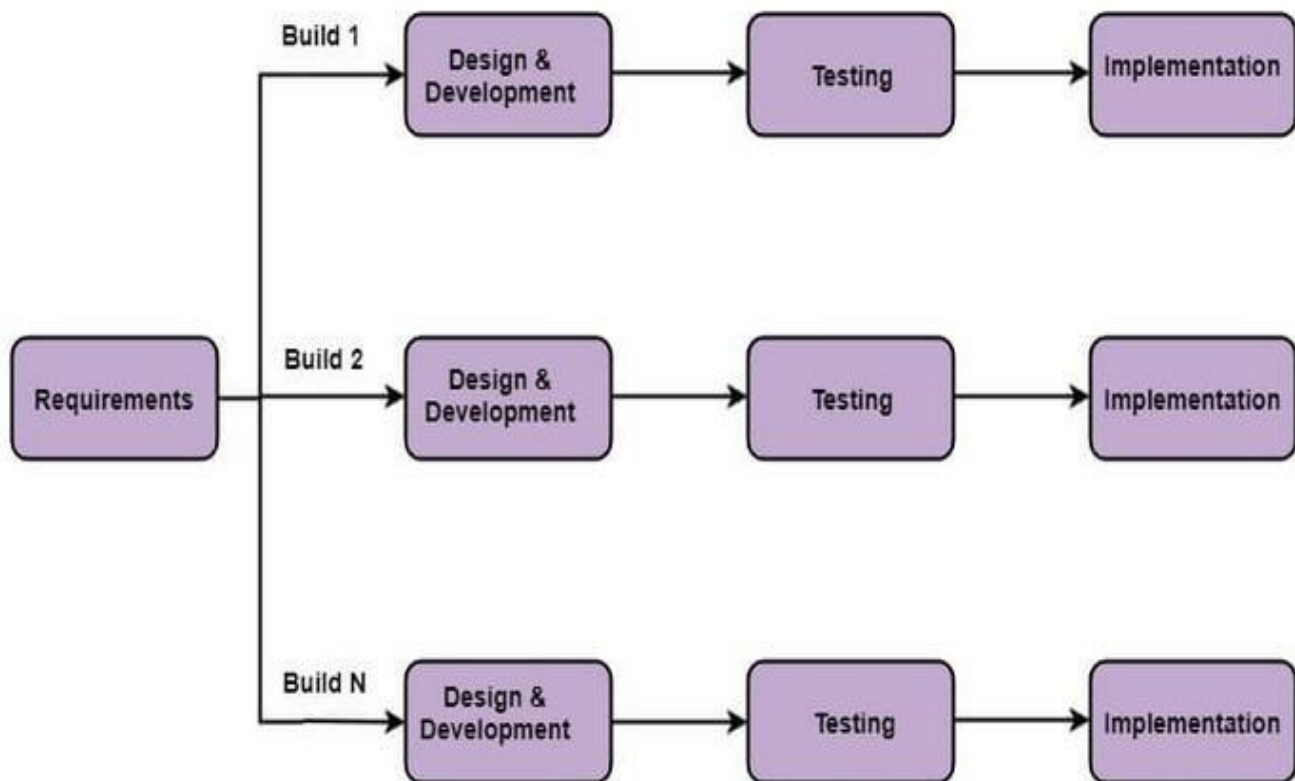 Build 1
Design &
Development
Testing
Implementation
Requirements
Build 2
Design &
Development
Testing
Implementation
Build N
Design &
Development
Testing
Implementation